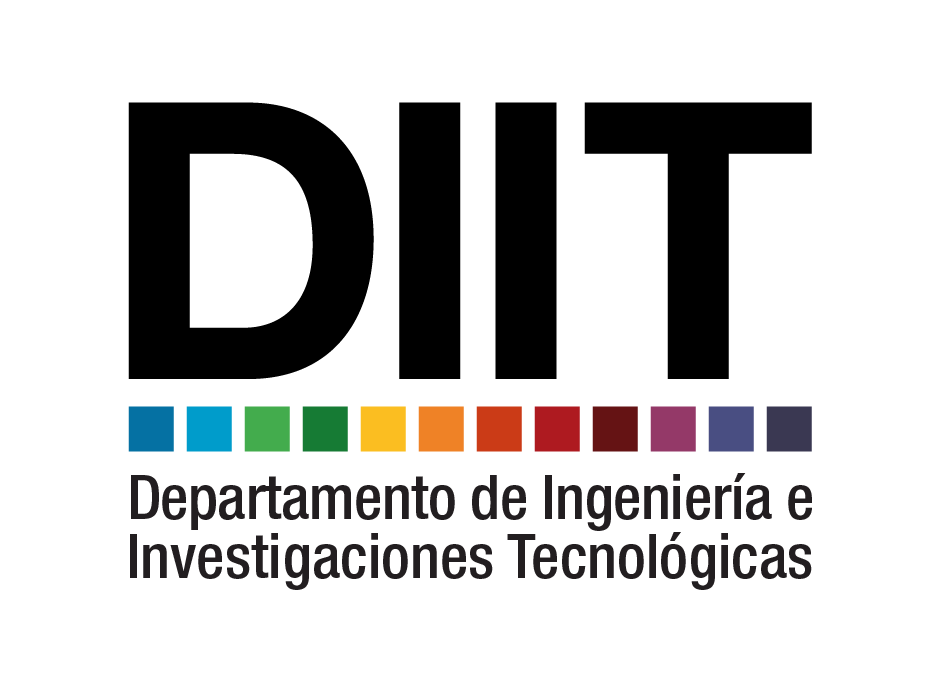 DIIT
Departamento de Ingeniería e
Investigaciones Tecnológicas